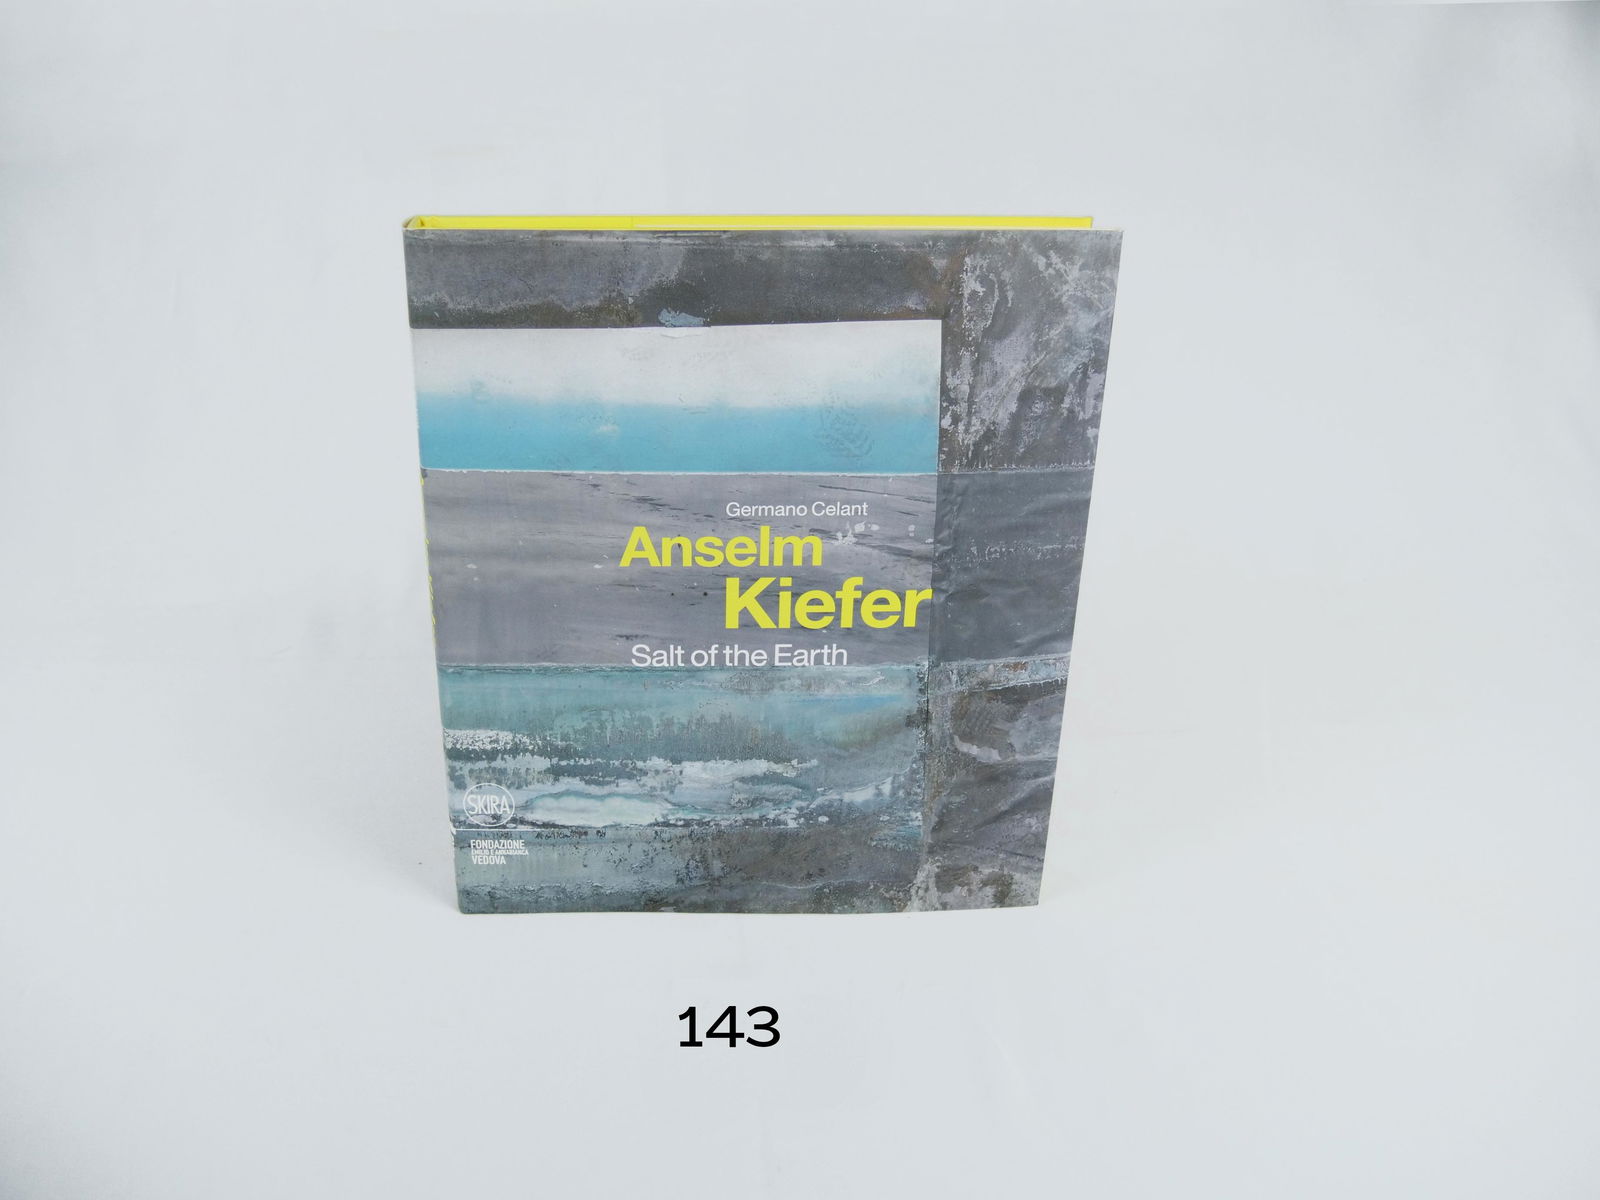 Germano Celant
Anselm
Kiefer
Salt of the Earth
SKIRA
FONDAZIONE
EMILIO E ANNABIANCA
VEDOVA
143